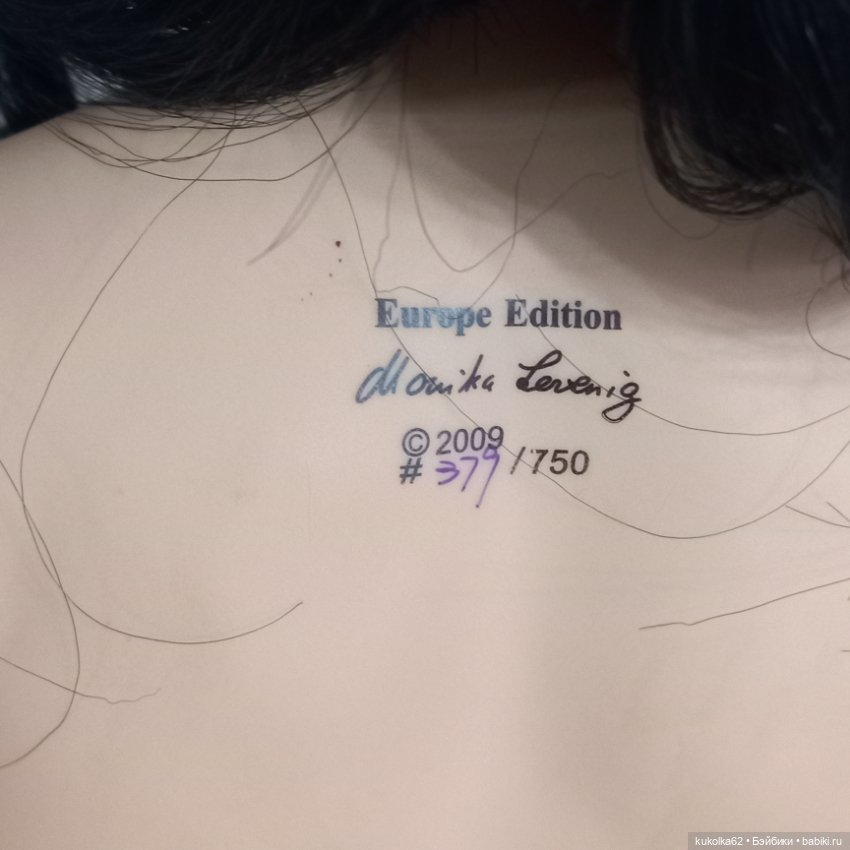 Europe Edition
Monika Levenig
© 2009
# 379 / 750
kukolka62 • Бэйбики • babiki.ru